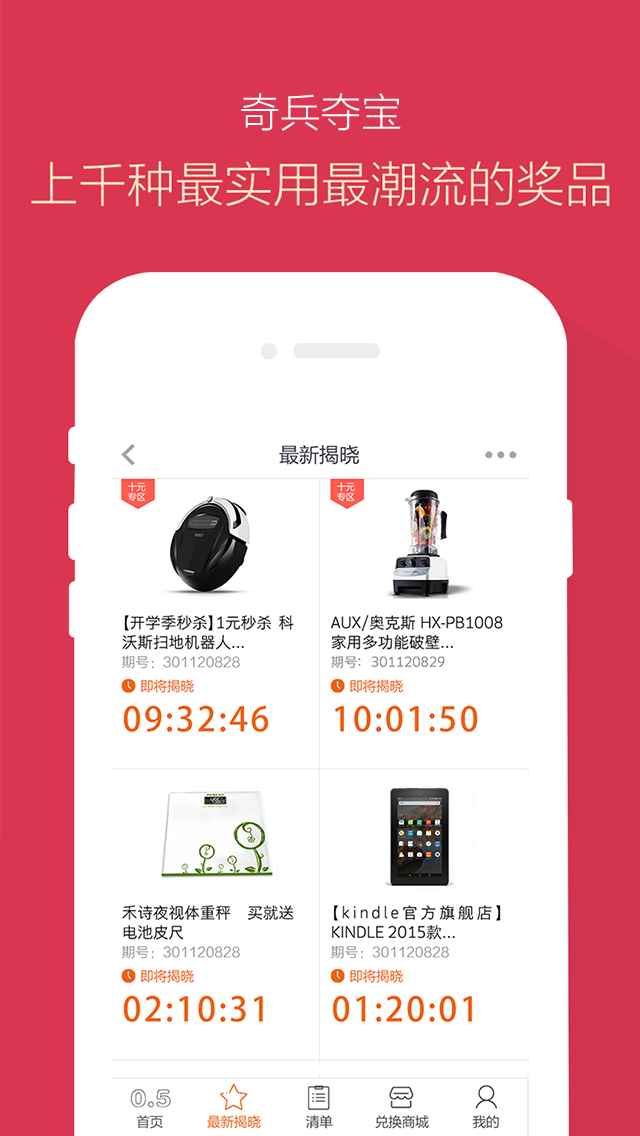 奇兵夺宝
上千种最实用最潮流的奖品
最新揭晓
十元
专区
【开学季秒杀】1元秒杀 科
沃斯扫地机器人...
期号：301120828
即将揭晓
09:32:46
十元
专区
AUX/奥克斯 HX-PB1008
家用多功能破壁...
期号：301120829
即将揭晓
10:01:50
禾诗夜视体重秤 买就送
电池皮尺
期号：301120828
即将揭晓
02:10:31
【kindle官方旗舰店】
KINDLE 2015款...
期号：301120828
即将揭晓
01:20:01
0.5
首页
最新揭晓
清单
兑换商城
我的